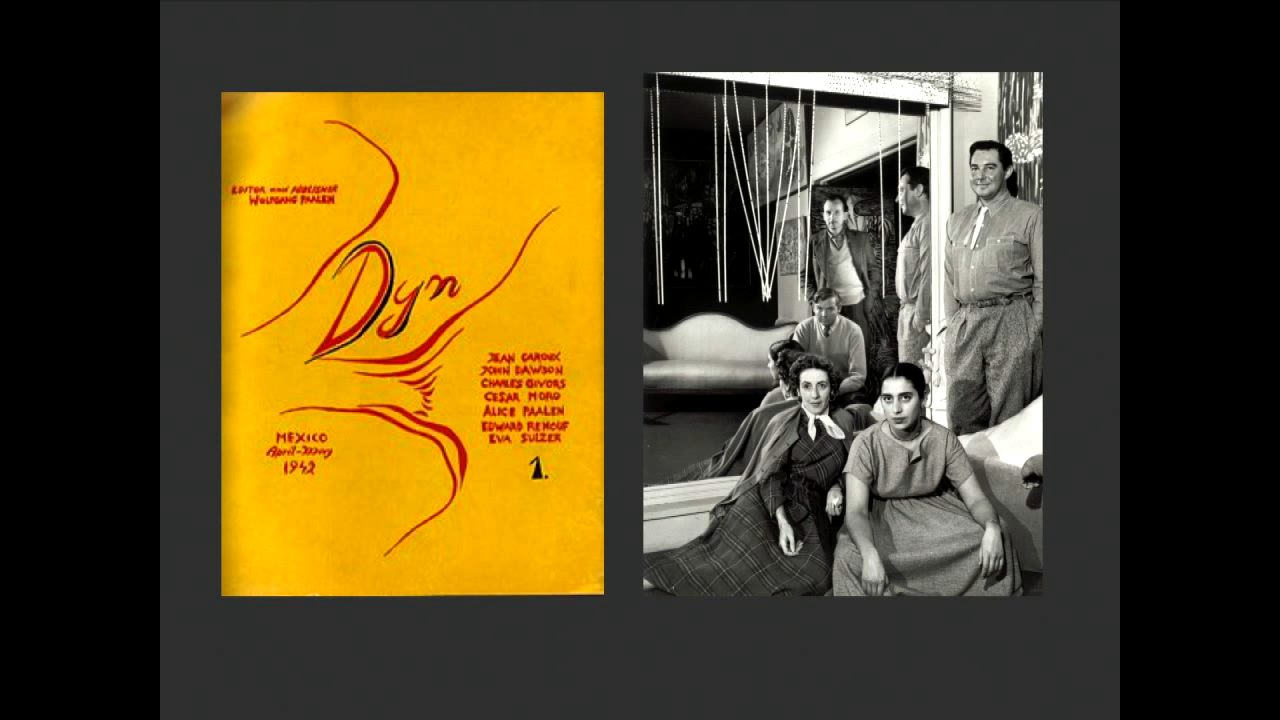 EDITOR and PUBLISHER
WOLFGANG PAALEN
Dyn
JEAN CAROUX
JOHN DAWSON
CHARLES GIVORS
CESAR MORO
ALICE PAALEN
EDWARD RENOUF
EVA SULZER
1.
MEXICO
April-May
1942